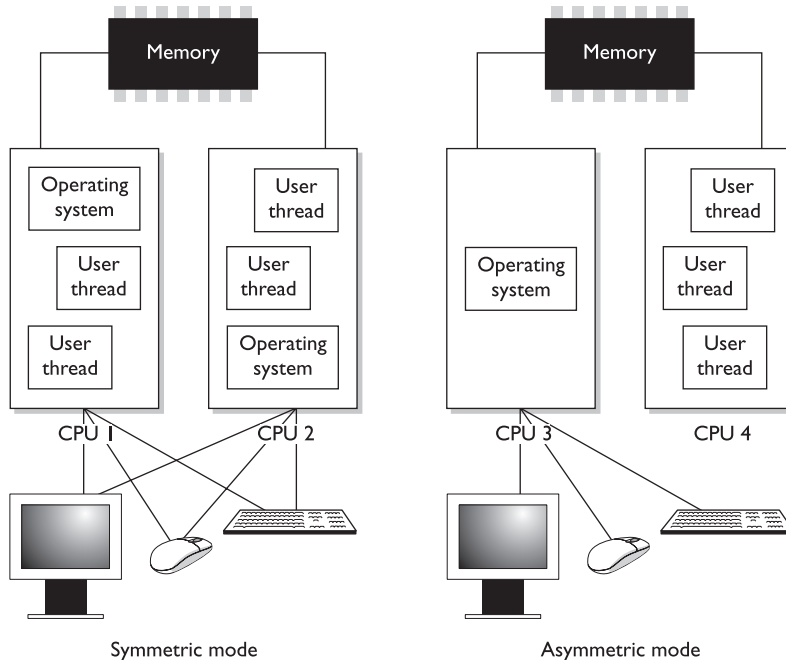 Memory
Operating
system
User
thread
User
thread
CPU 1
User
thread
User
thread
Operating
system
CPU 2
Symmetric mode
Memory
Operating
system
CPU 3
User
thread
User
thread
User
thread
CPU 4
Asymmetric mode